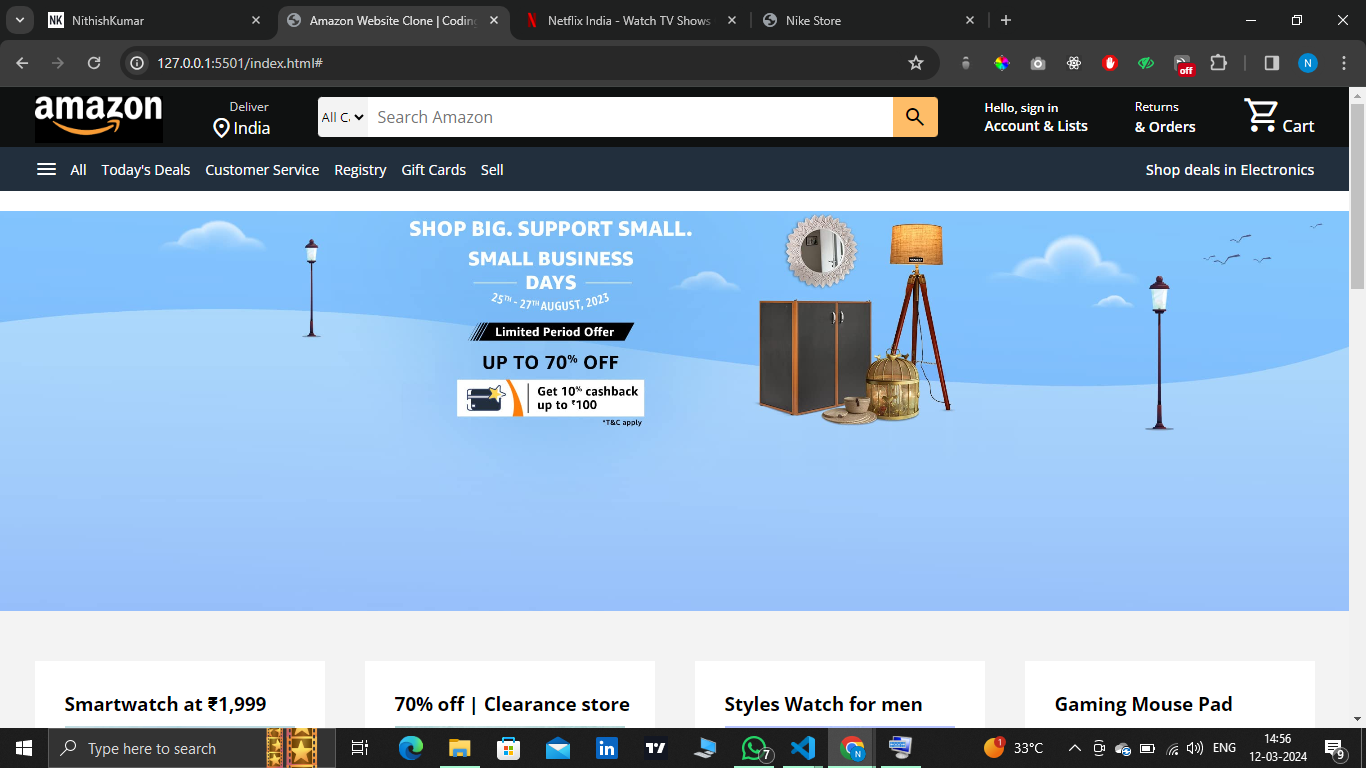 NK NithishKumar
Amazon Website Clone | Coding
Netflix India - Watch TV Shows
Nike Store
127.0.0.1:5501/index.html#
off
N
amazon
Deliver
India
All Ca
Search Amazon
Hello, sign in
Account & Lists
Returns
& Orders
Cart
All Today's Deals Customer Service Registry Gift Cards Sell
Shop deals in Electronics
SHOP BIG. SUPPORT SMALL.
SMALL BUSINESS
DAYS
25TH - 27TH AUGUST, 2023
Limited Period Offer
UP TO 70% OFF
Get 10% cashback
up to ₹100
*T&C apply
Smartwatch at ₹1,999
70% off | Clearance store
Styles Watch for men
Gaming Mouse Pad
Type here to search
in
7
N
1
33°C
ENG
14:56
12-03-2024
9